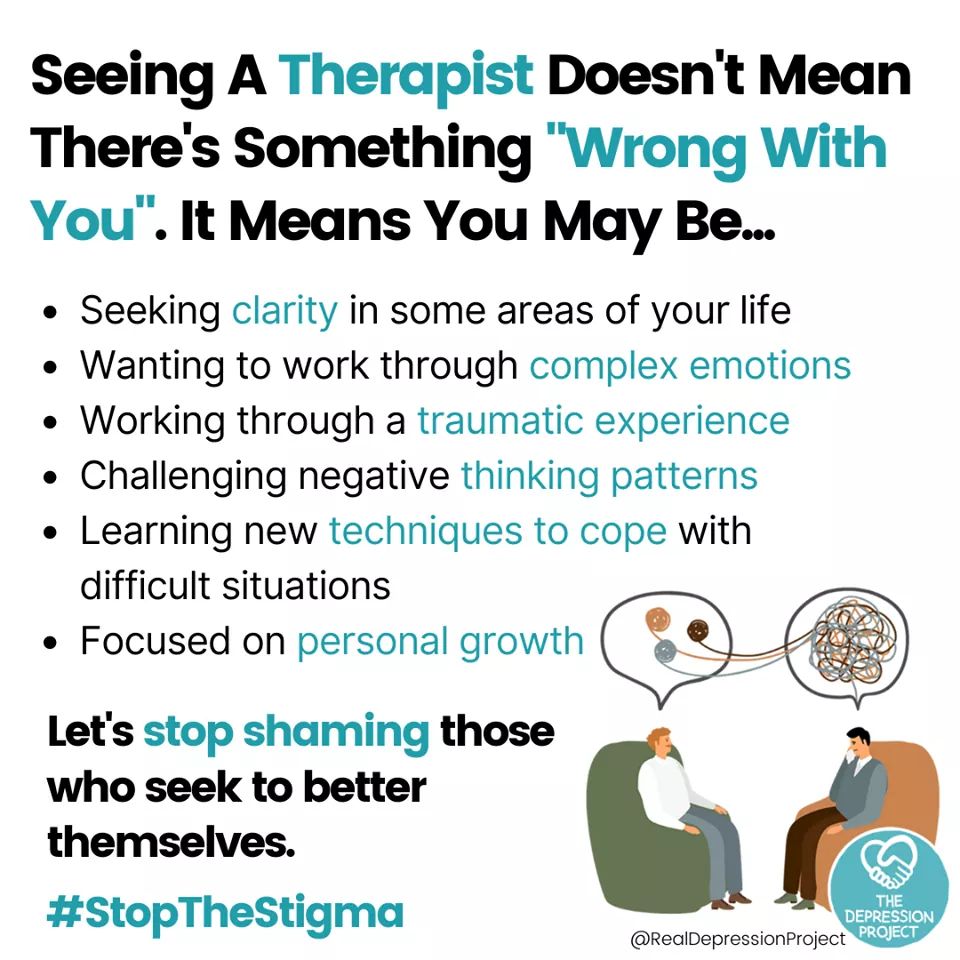 Seeing A Therapist Doesn't Mean
There's Something "Wrong With
You". It Means You May Be...
• Seeking clarity in some areas of your life
• Wanting to work through complex emotions
• Working through a traumatic experience
• Challenging negative thinking patterns
• Learning new techniques to cope with
difficult situations
• Focused on personal growth
Let's stop shaming those
who seek to better
themselves.
#StopTheStigma
@RealDepressionProject
THE
DEPRESSION
PROJECT